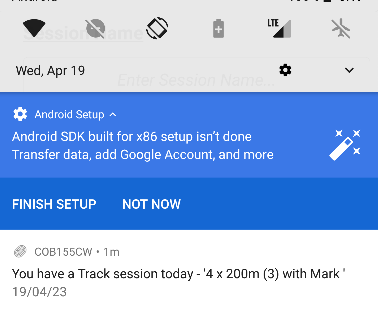 Session Name
LTE
Enter Session Name...
Wed, Apr 19
Android Setup
Android SDK built for x86 setup isn't done
Transfer data, add Google Account, and more
FINISH SETUP NOT NOW
COB155CW • 1m
You have a Track session today - '4 x 200m (3) with Mark '
19/04/23